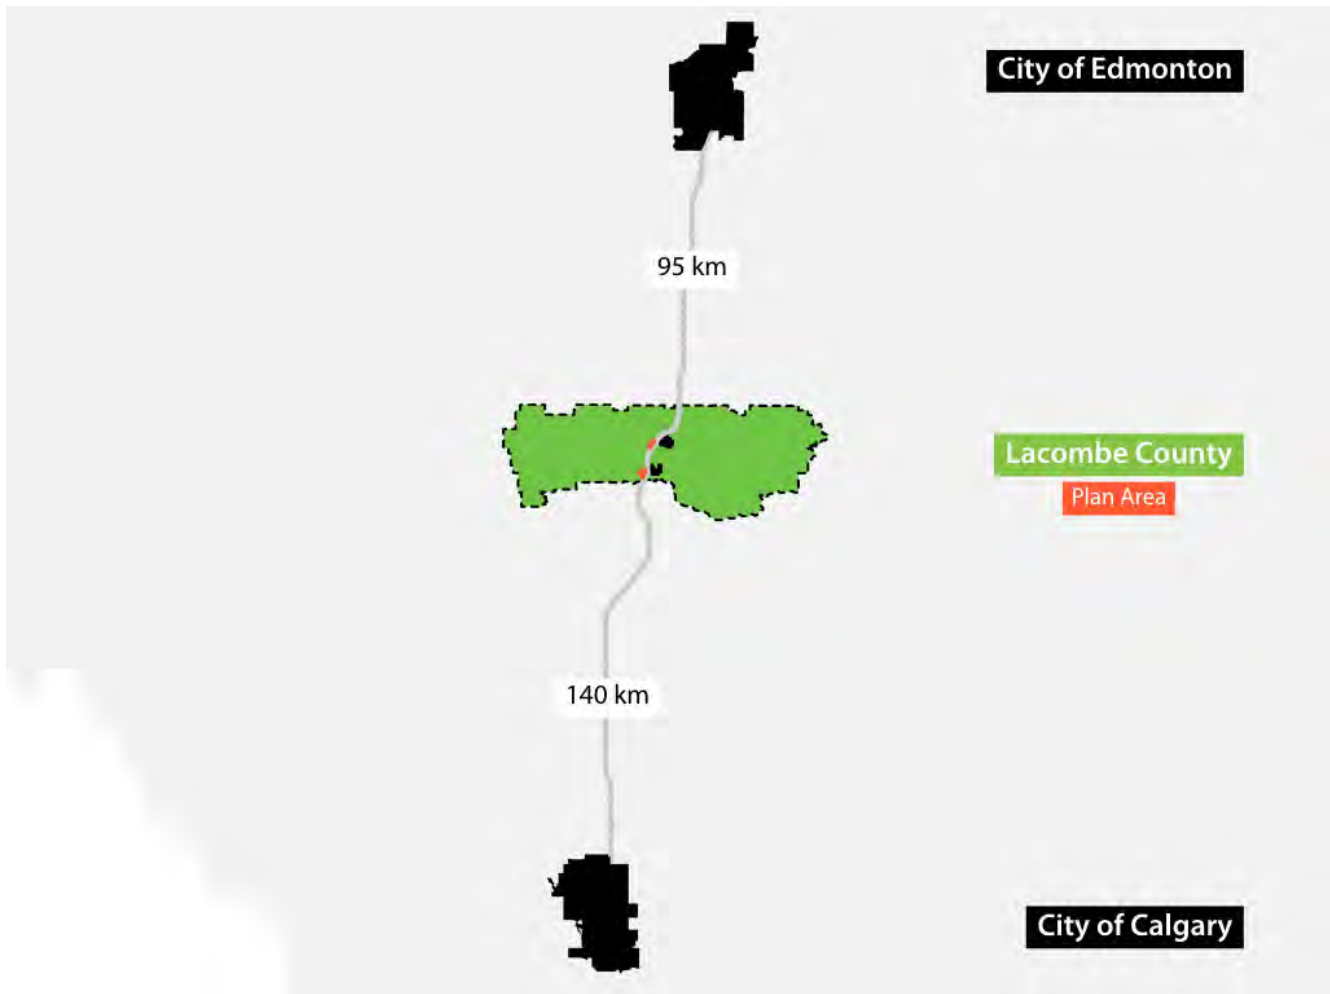 City of Edmonton
95 km
Lacombe County
Plan Area
140 km
City of Calgary